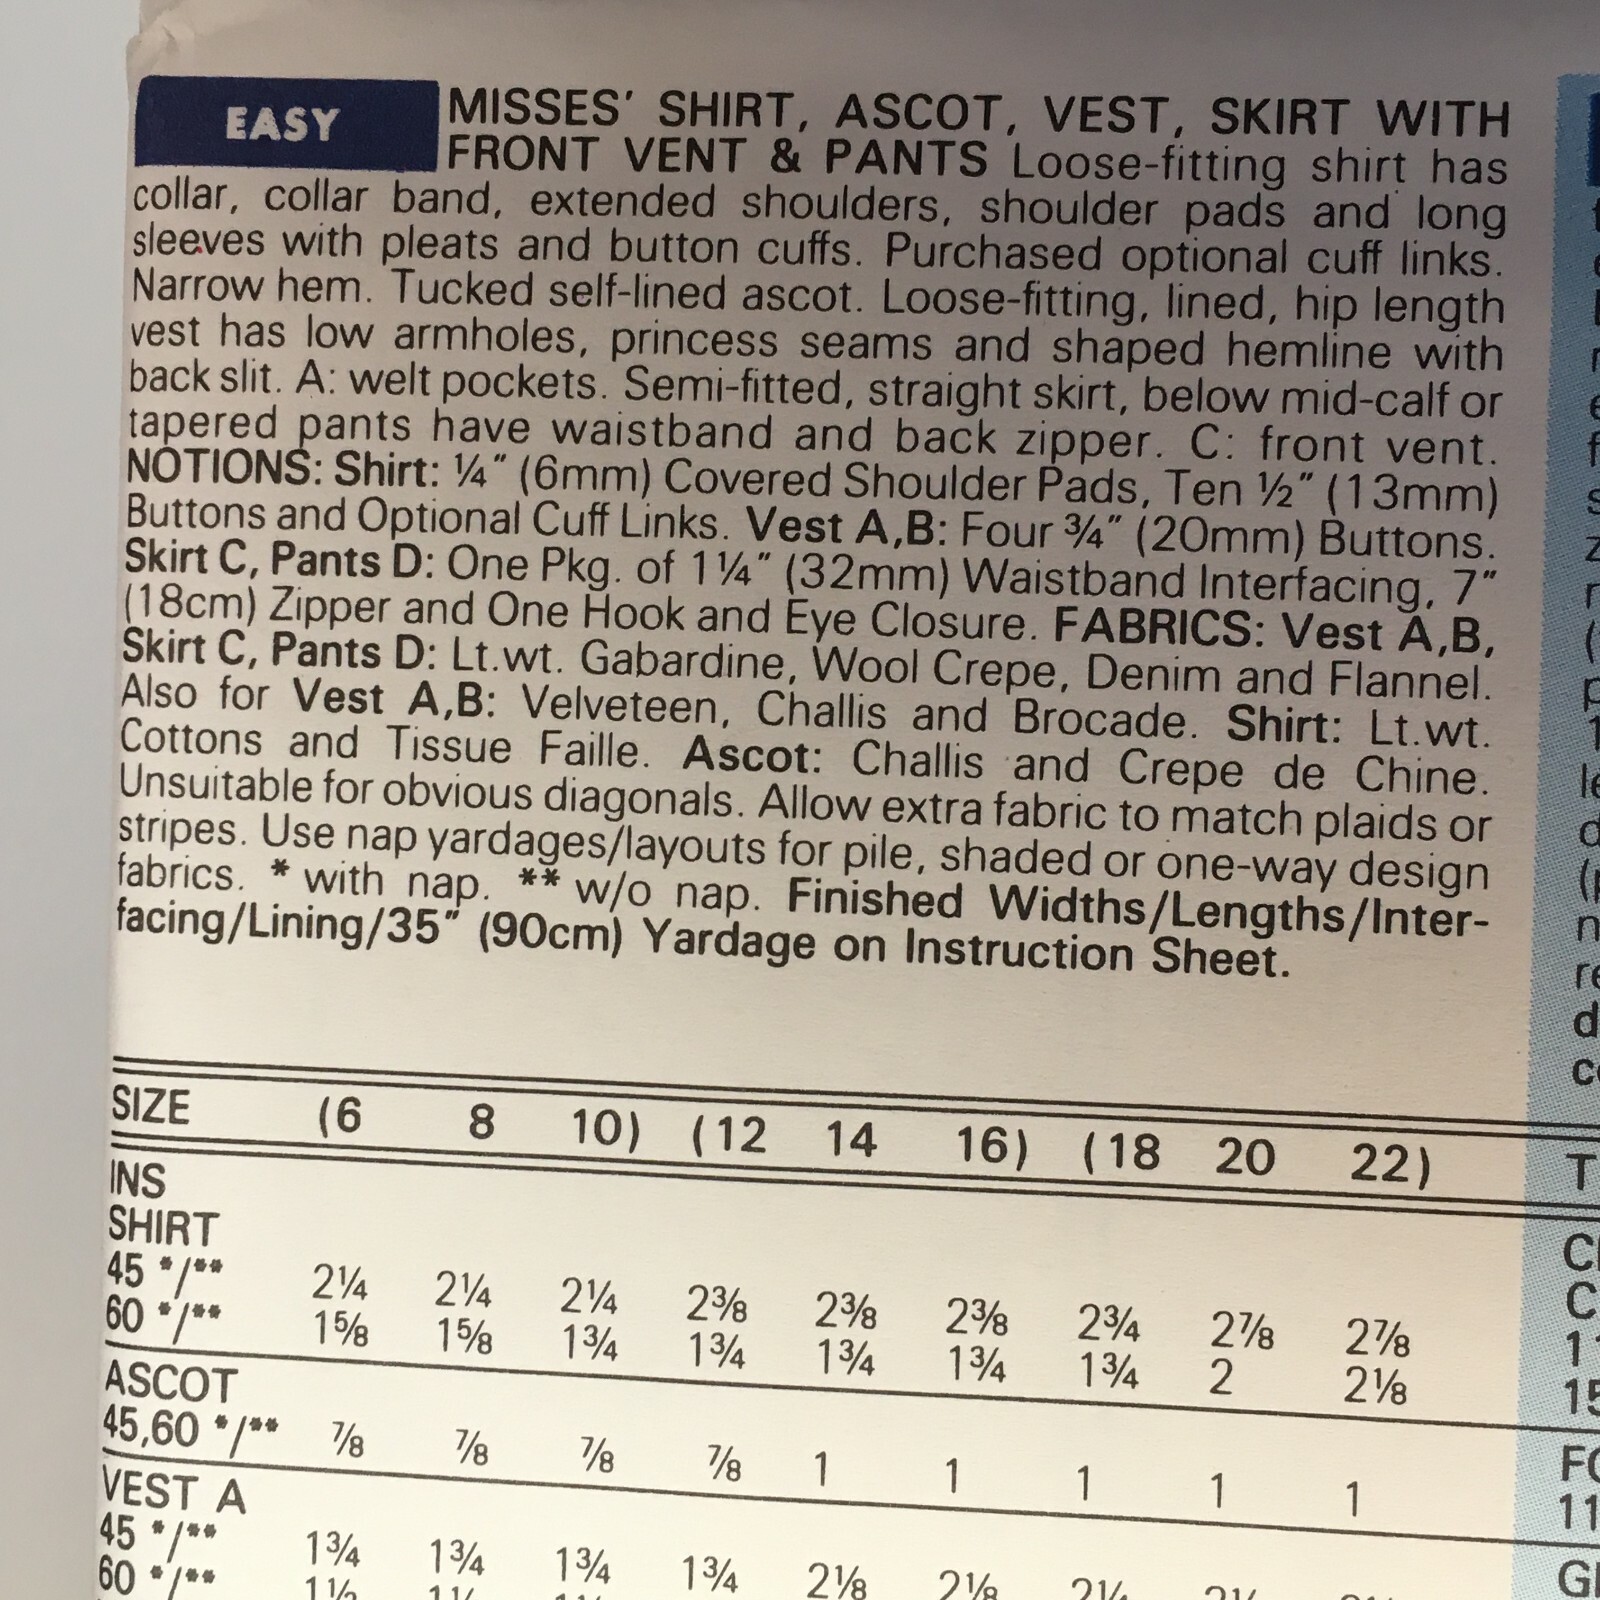 EASY
MISSES' SHIRT, ASCOT, VEST, SKIRT WITH
FRONT VENT & PANTS Loose-fitting shirt has
collar, collar band, extended shoulders, shoulder pads and long
sleeves with pleats and button cuffs. Purchased optional cuff links.
Narrow hem. Tucked self-lined ascot. Loose-fitting, lined, hip length
vest has low armholes, princess seams and shaped hemline with
back slit. A: welt pockets. Semi-fitted, straight skirt, below mid-calf or
tapered pants have waistband and back zipper. C: front vent.
NOTIONS: Shirt: ¼" (6mm) Covered Shoulder Pads, Ten ½" (13mm)
Buttons and Optional Cuff Links. Vest A,B: Four ¾" (20mm) Buttons.
Skirt C, Pants D: One Pkg. of 1¼" (32mm) Waistband Interfacing, 7"
(18cm) Zipper and One Hook and Eye Closure. FABRICS: Vest A,B,
Skirt C, Pants D: Lt.wt. Gabardine, Wool Crepe, Denim and Flannel.
Also for Vest A,B: Velveteen, Challis and Brocade. Shirt: Lt.wt.
Cottons and Tissue Faille. Ascot: Challis and Crepe de Chine.
Unsuitable for obvious diagonals. Allow extra fabric to match plaids or
stripes. Use nap yardages/layouts for pile, shaded or one-way design
fabrics. * with nap. ** w/o nap. Finished Widths/Lengths/Inter-
facing/Lining/35" (90cm) Yardage on Instruction Sheet.
SIZE (6 8 10) (12 14 16) (18 20 22)
INS
SHIRT
45 */** 2¼ 2¼ 2¼ 2⅜ 2⅜ 2⅜ 2¾ 2⅞ 2⅞
60 */** 1⅝ 1⅝ 1¾ 1¾ 1¾ 1¾ 1¾ 2 2⅛
ASCOT
45,60 */** ⅞ ⅞ ⅞ ⅞ 1 1 1 1 1
VEST A
45 */** 1¾ 1¾ 1¾ 1¾ 2⅛ 2⅛
60 */** 1½